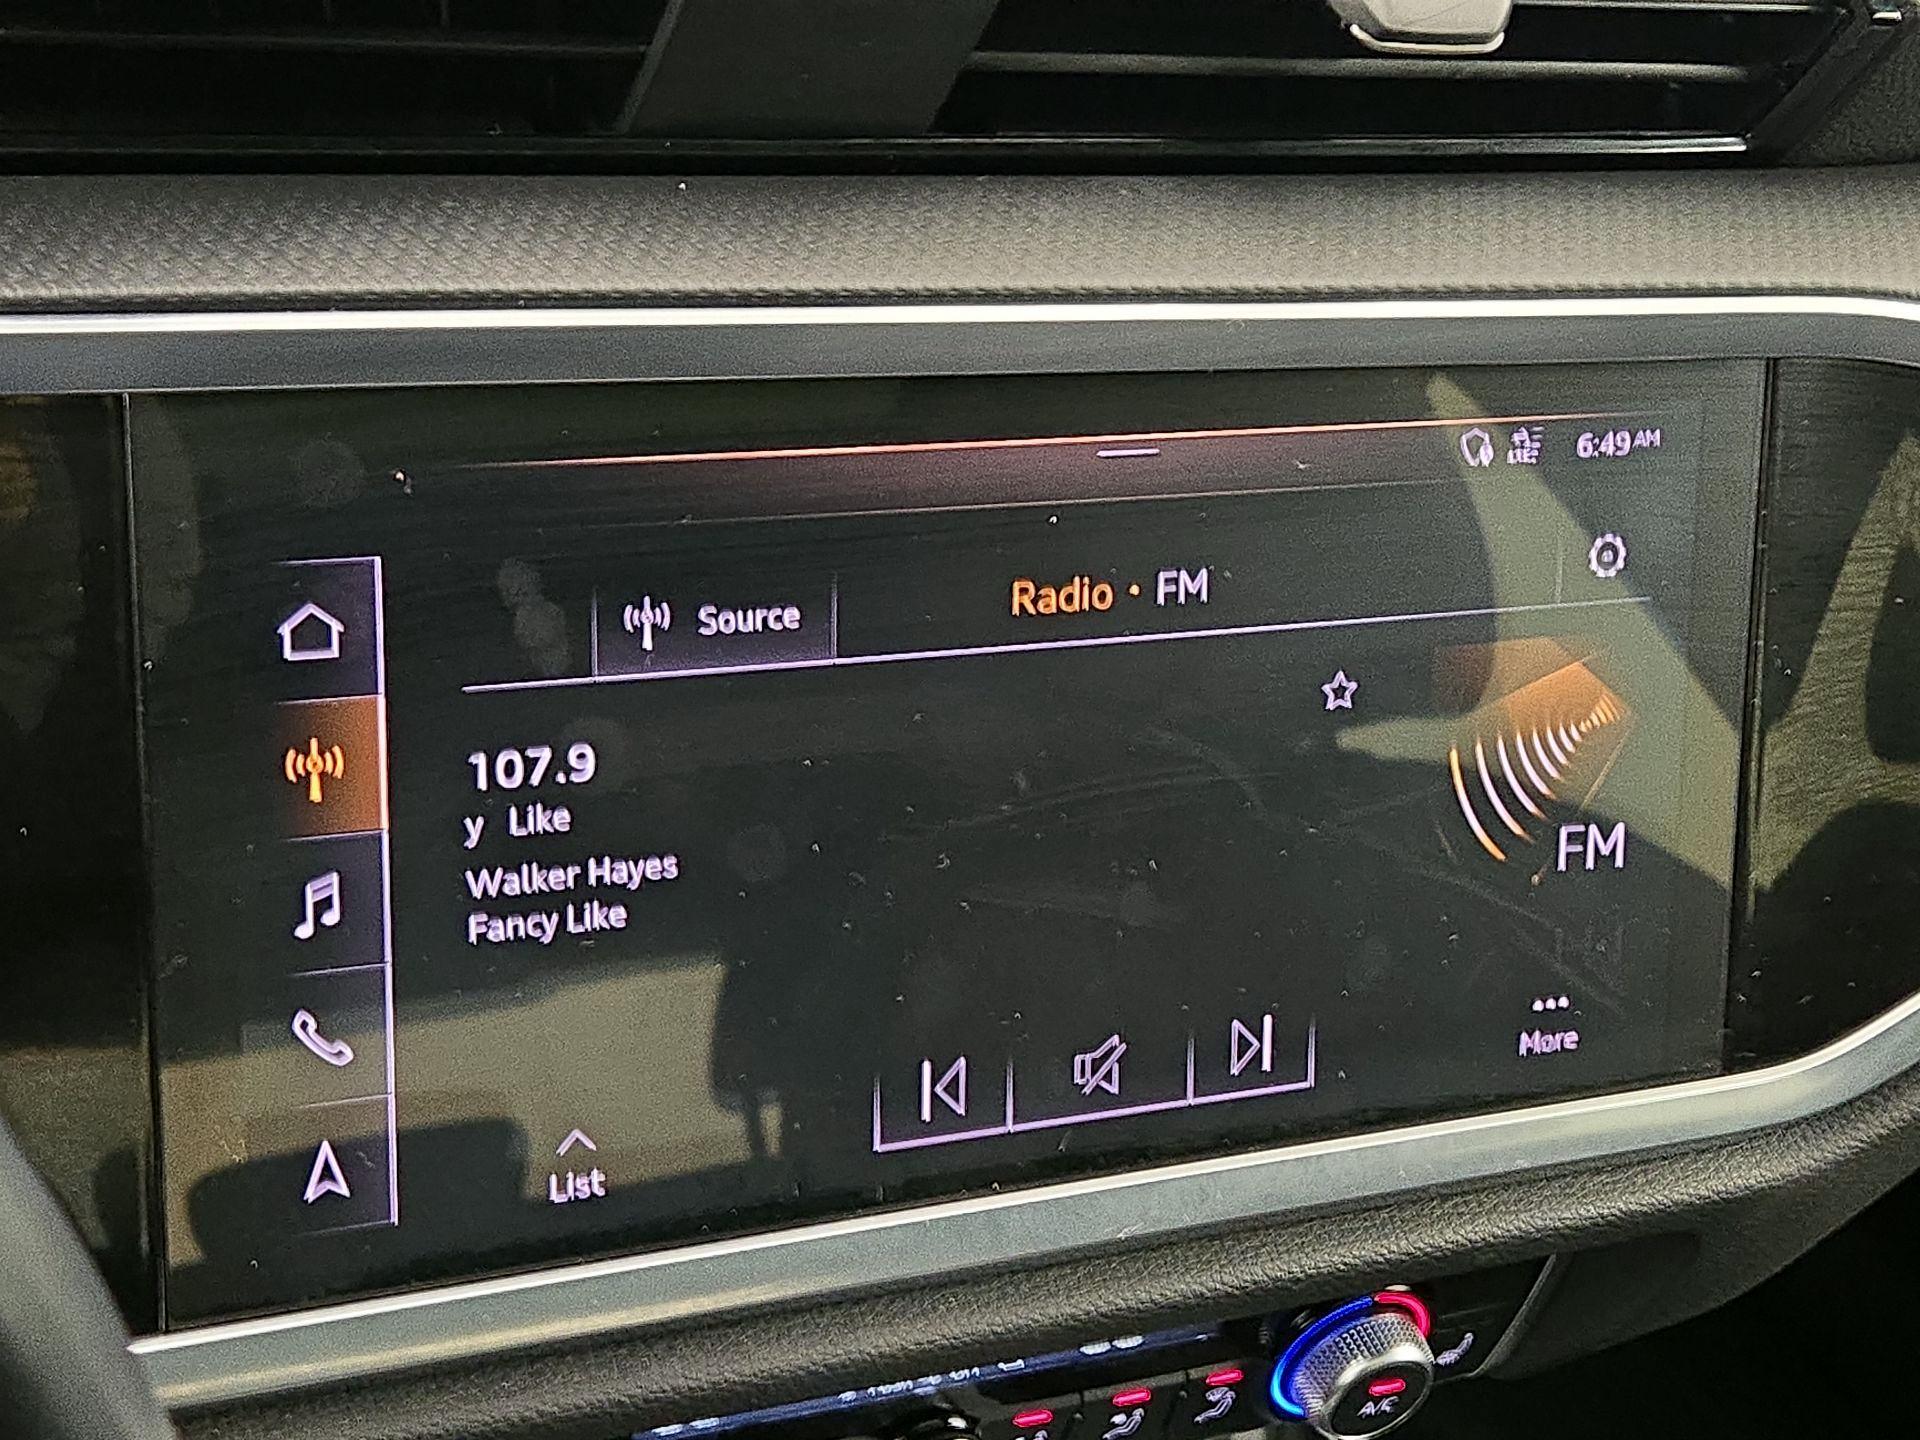 6:49 AM
Source
Radio • FM
107.9
y Like
Walker Hayes
Fancy Like
FM
More
List
A/C